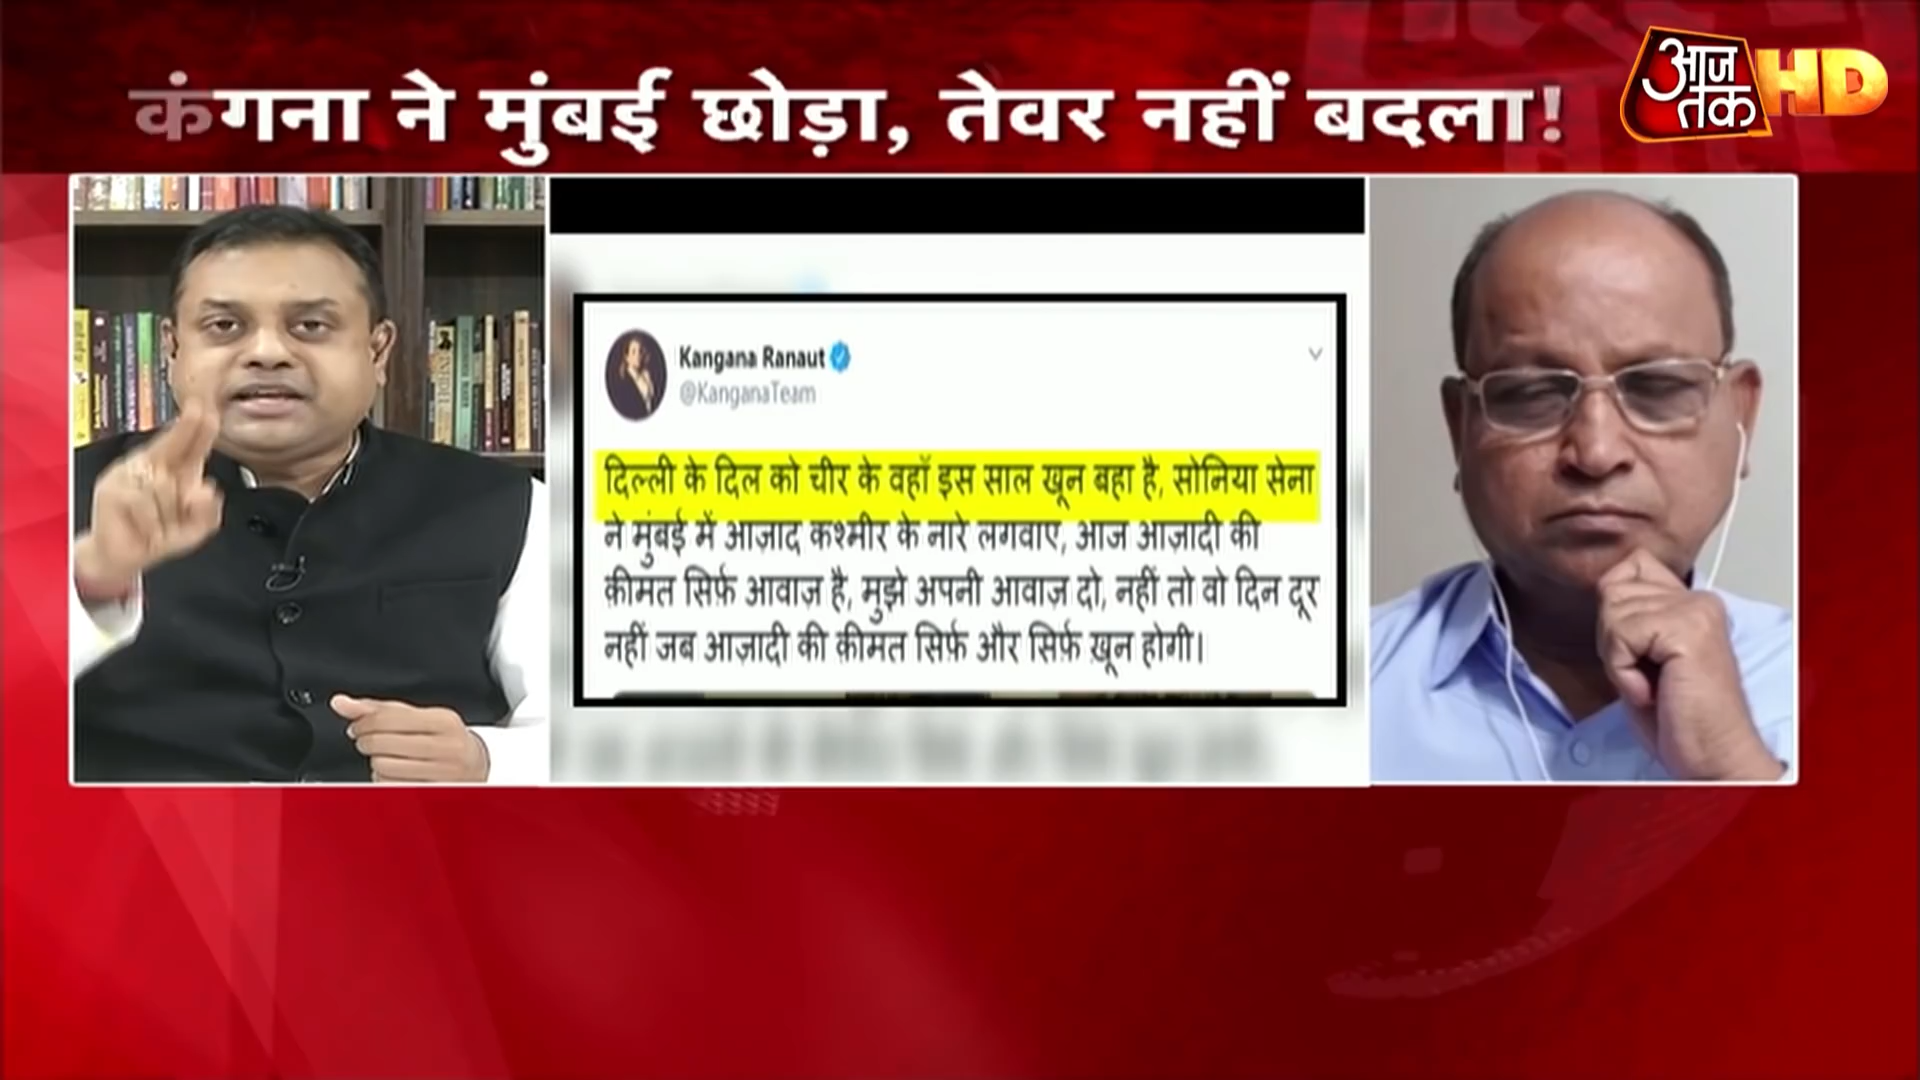 कंगना ने मुंबई छोड़ा, तेवर नहीं बदला!
आज तक HD
Kangana Ranaut
@KanganaTeam
दिल्ली के दिल को चीर के वहाँ इस साल खून बहा है, सोनिया सेना
ने मुंबई में आज़ाद कश्मीर के नारे लगवाए, आज आज़ादी की
क़ीमत सिर्फ़ आवाज़ है, मुझे अपनी आवाज़ दो, नहीं तो वो दिन दूर
नहीं जब आज़ादी की क़ीमत सिर्फ़ और सिर्फ़ ख़ून होगी।